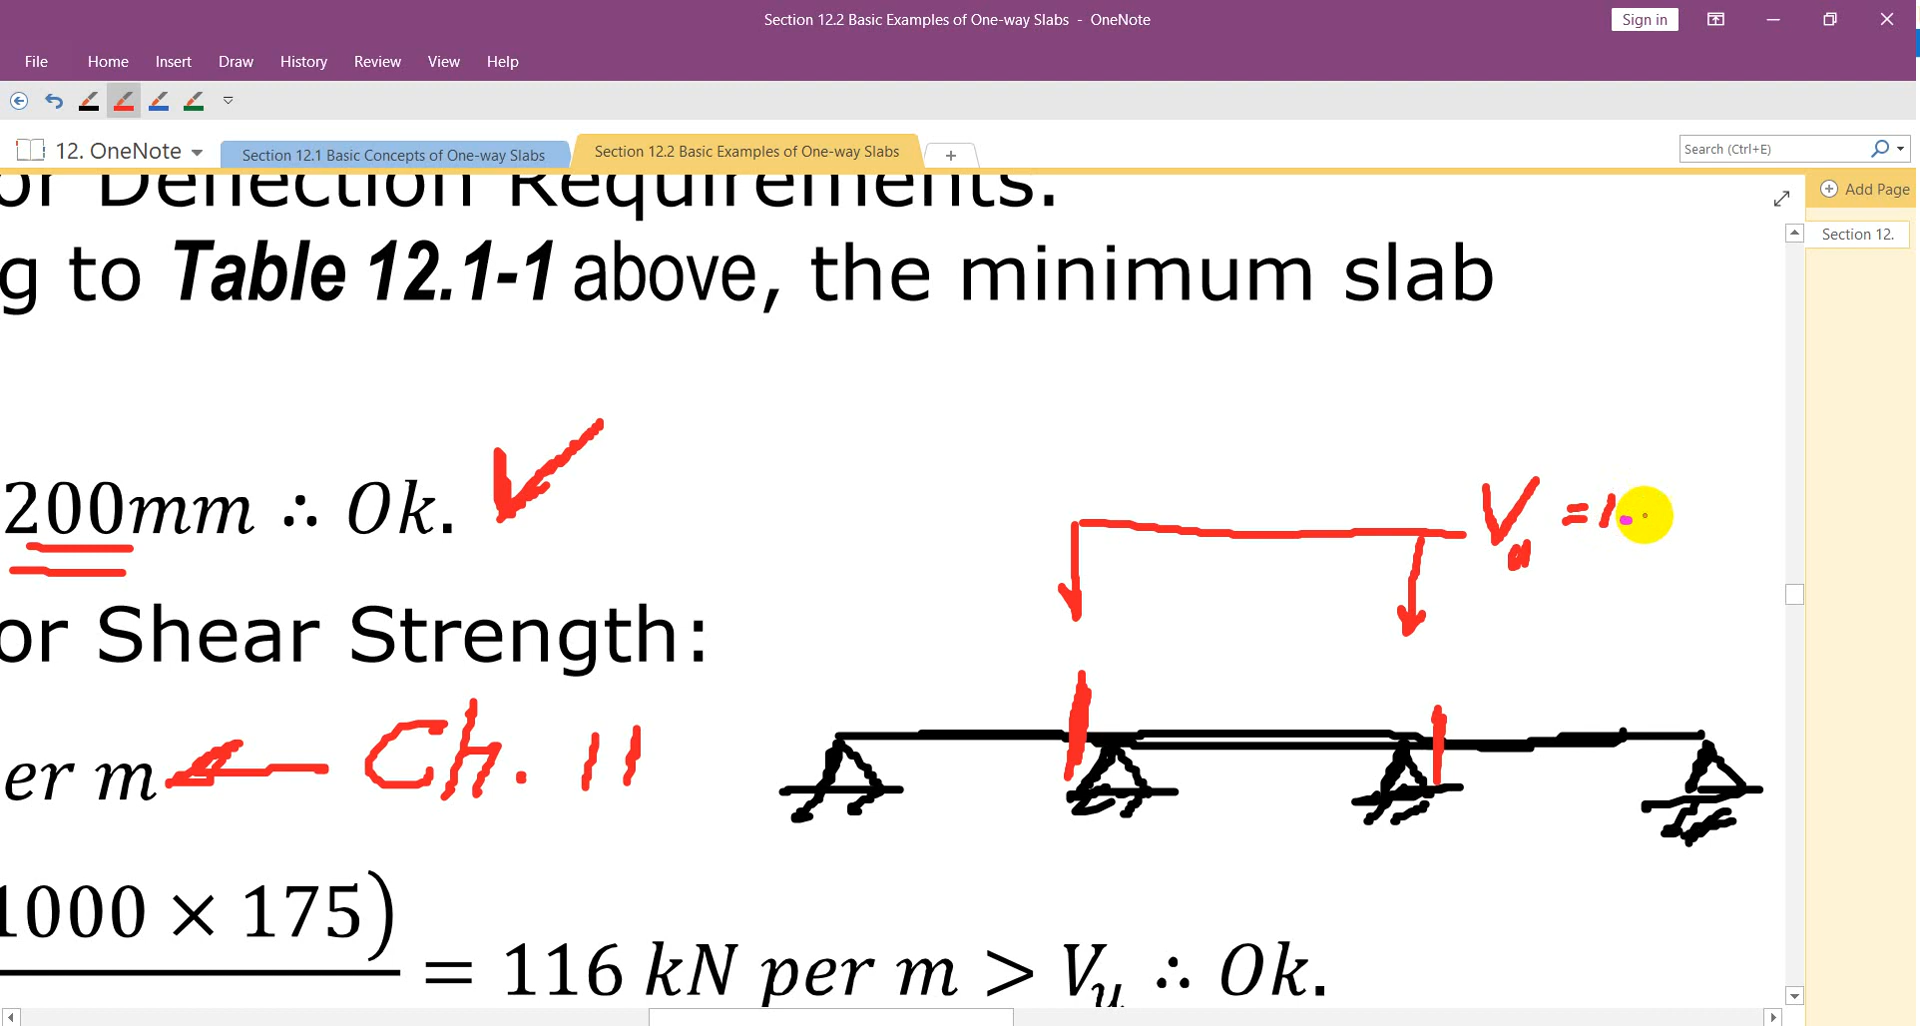 Section 12.2 Basic Examples of One-way Slabs - OneNote
Sign in
File Home Insert Draw History Review View Help
12. OneNote
Section 12.1 Basic Concepts of One-way Slabs
Section 12.2 Basic Examples of One-way Slabs
Search (Ctrl+E)
Add Page
Section 12.
or Deflection Requirements.
g to Table 12.1-1 above, the minimum slab
200mm ∴ Ok.
V_u = 1.
or Shear Strength:
er m ← Ch. 11
1000 × 175)
= 116 kN per m > V_u ∴ Ok.